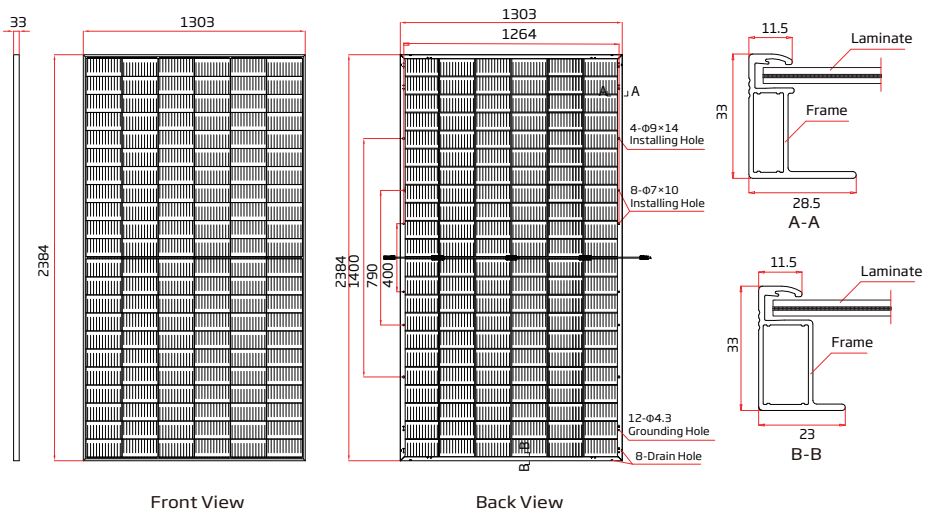 33
1303
2384
Front View
1303
1264
2384
1400
790
400
A
A
4-Φ9×14
Installing Hole
8-Φ7×10
Installing Hole
12-Φ4.3
Grounding Hole
8-Drain Hole
B
B
Back View
11.5
Laminate
33
Frame
28.5
A-A
11.5
Laminate
33
Frame
23
B-B